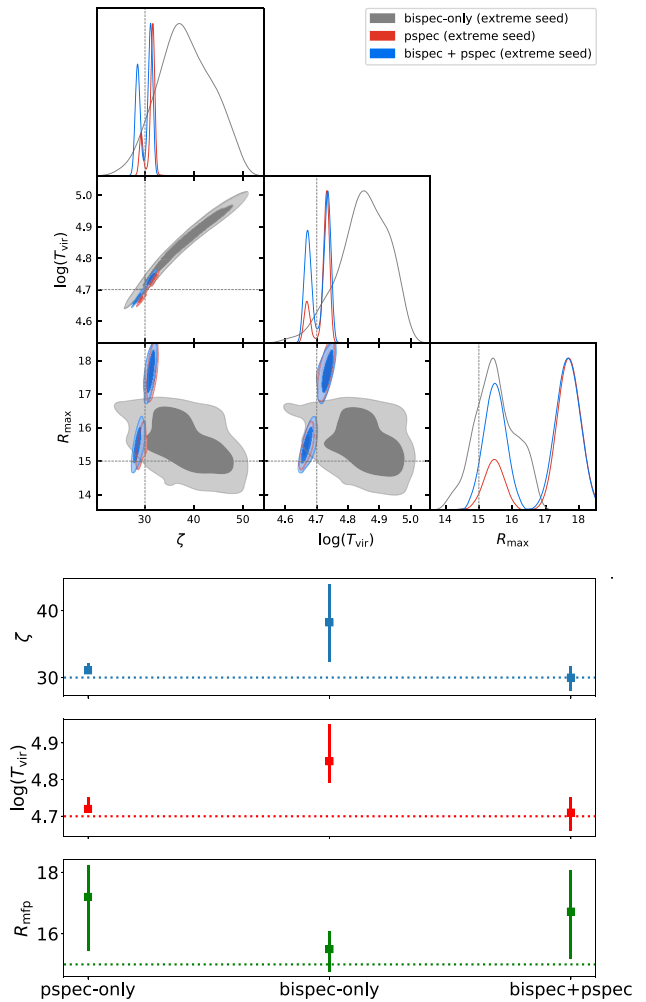 bispec-only (extreme seed)
pspec (extreme seed)
bispec + pspec (extreme seed)
5.0
4.9
4.8
4.7
4.6
log(T_vir)
18
17
16
15
14
R_max
30 40 50
ζ
4.6 4.7 4.8 4.9 5.0
log(T_vir)
14 15 16 17 18
R_max
40
30
ζ
4.9
4.8
4.7
log(T_vir)
18
16
R_mfp
pspec-only bispec-only bispec+pspec